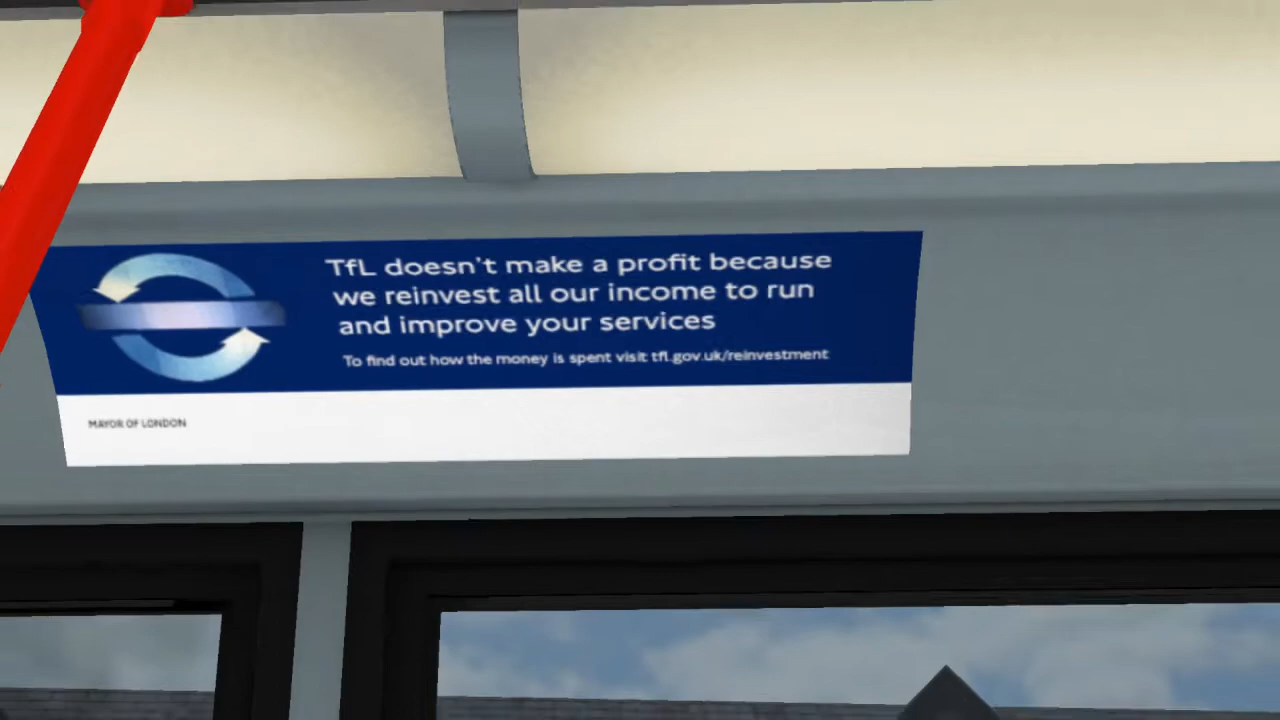 TfL doesn't make a profit because
we reinvest all our income to run
and improve your services
To find out how the money is spent visit tfl.gov.uk/reinvestment
MAYOR OF LONDON